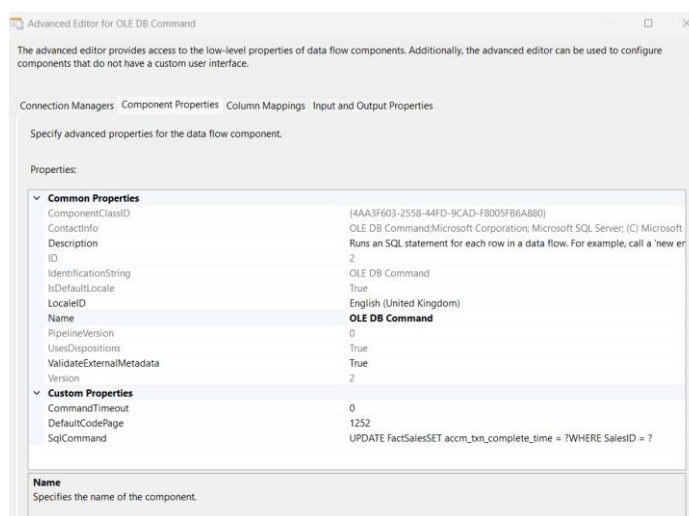 Advanced Editor for OLE DB Command
The advanced editor provides access to the low-level properties of data flow components. Additionally, the advanced editor can be used to configure
components that do not have a custom user interface.
Connection Managers Component Properties Column Mappings Input and Output Properties
Specify advanced properties for the data flow component.
Properties:
Common Properties
ComponentClassID {4AA3F603-2558-44FD-9CAD-F8005FB6A880}
ContactInfo OLE DB Command;Microsoft Corporation; Microsoft SQL Server; (C) Microsoft
Description Runs an SQL statement for each row in a data flow. For example, call a 'new en
ID 2
IdentificationString OLE DB Command
IsDefaultLocale True
LocaleID English (United Kingdom)
Name OLE DB Command
PipelineVersion 0
UsesDispositions True
ValidateExternalMetadata True
Version 2
Custom Properties
CommandTimeout 0
DefaultCodePage 1252
SqlCommand UPDATE FactSalesSET accm_txn_complete_time = ?WHERE SalesID = ?
Name
Specifies the name of the component.